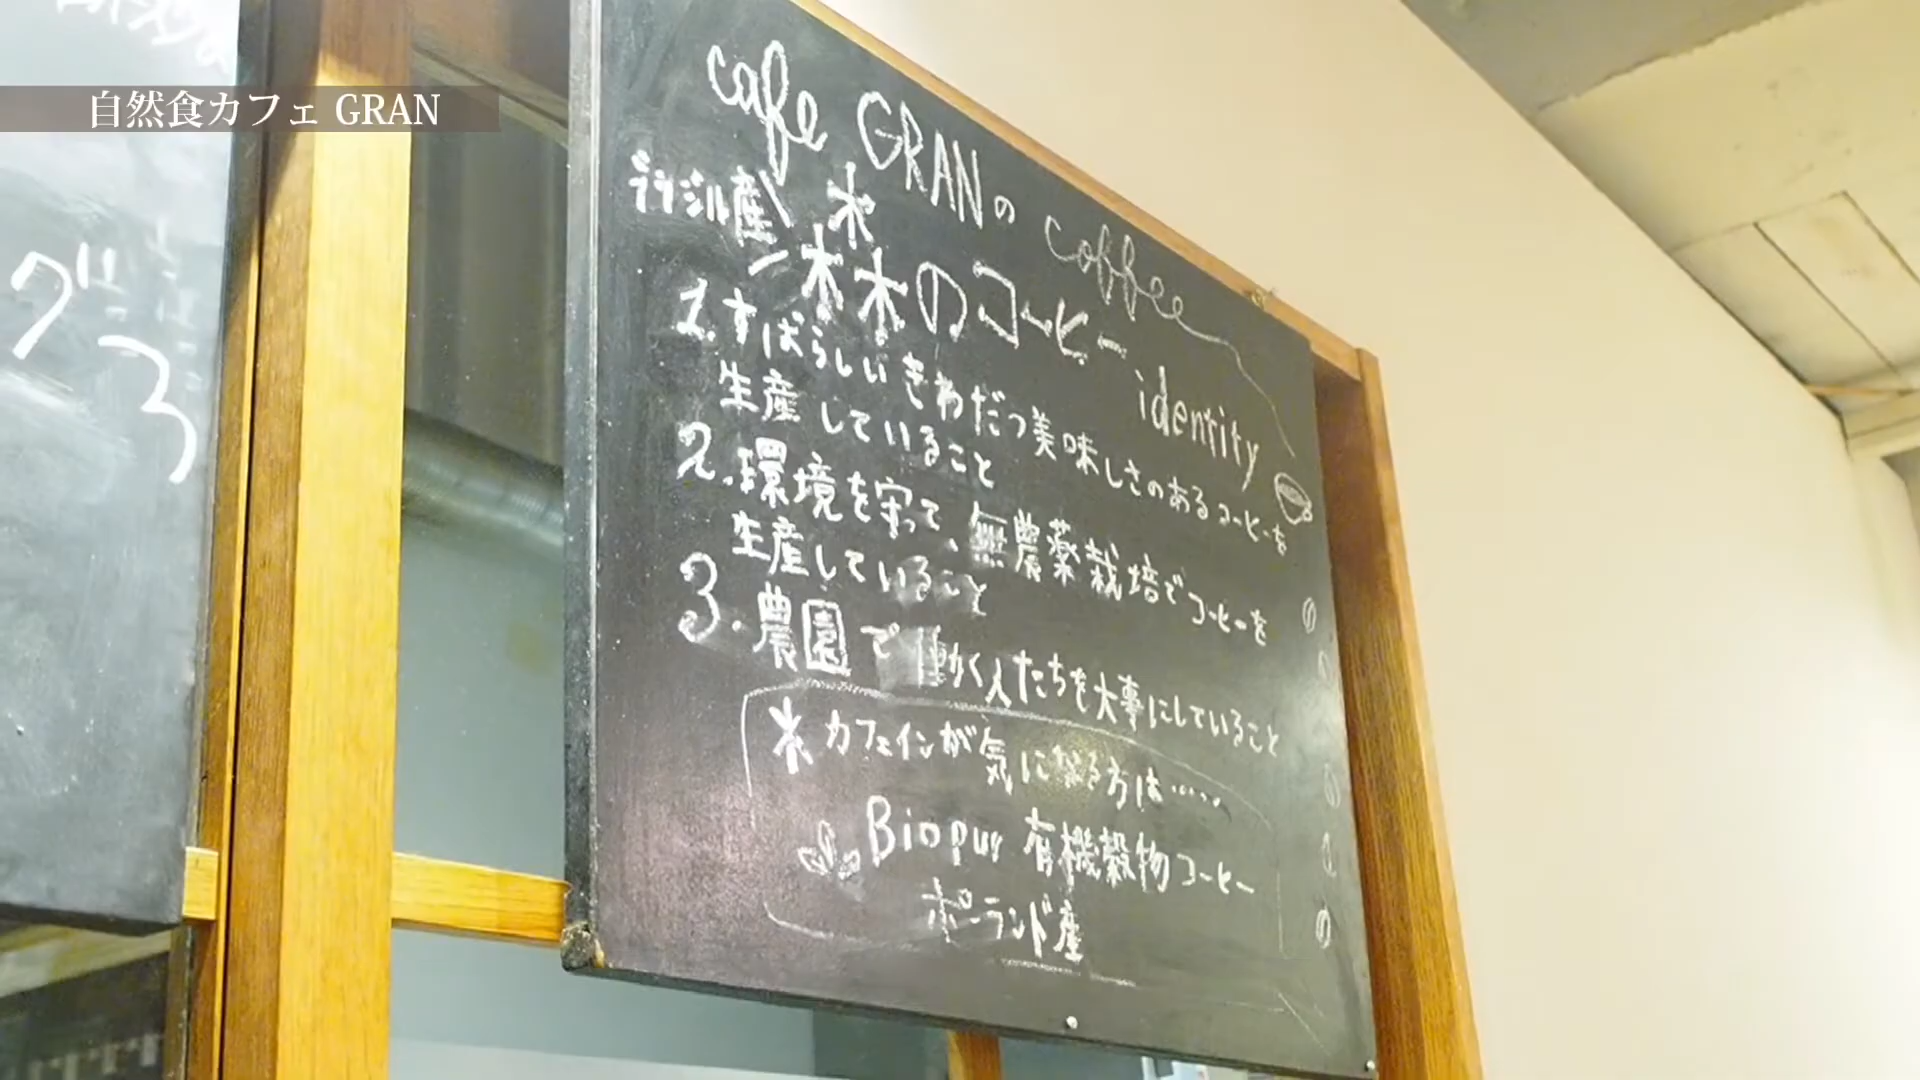 自然食カフェ GRAN
cafe GRANの coffee identity
ブラジル産
森のコーヒー
1.すばらしいきわだつ美味しさのあるコーヒーを
生産していること
2.環境を守って、無農薬栽培でコーヒーを
生産していること
3.農園で働く人たちを大事にしていること
※カフェインが気になる方は……
Biopur 有機穀物コーヒー
ポーランド産